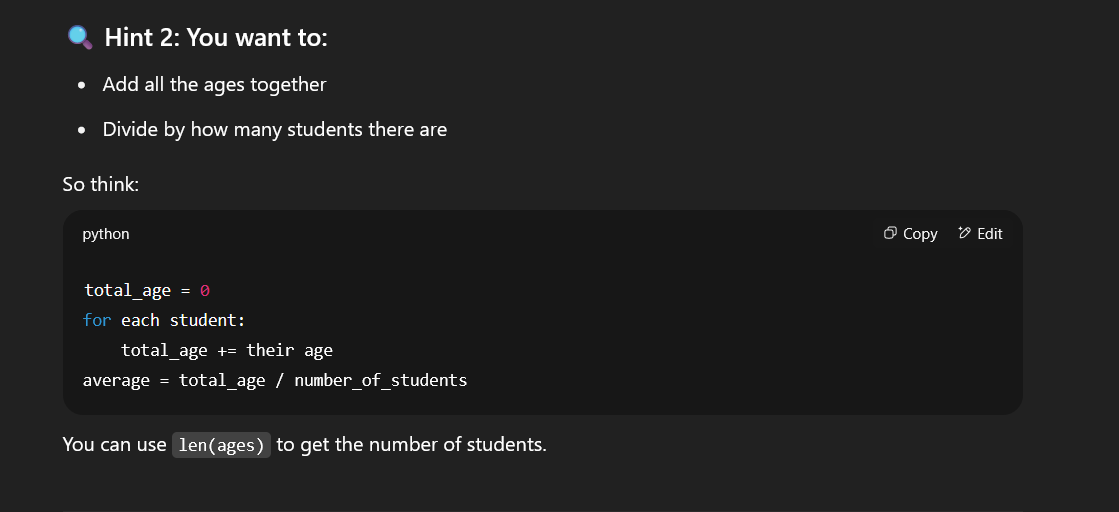 🔍 Hint 2: You want to:
• Add all the ages together
• Divide by how many students there are
So think:
python Copy Edit
total_age = 0
for each student:
    total_age += their age
average = total_age / number_of_students
You can use len(ages) to get the number of students.